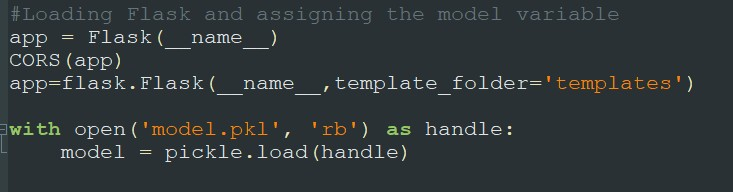 #Loading Flask and assigning the model variable
app = Flask(__name__)
CORS(app)
app=flask.Flask(__name__,template_folder='templates')
with open('model.pkl', 'rb') as handle:
    model = pickle.load(handle)